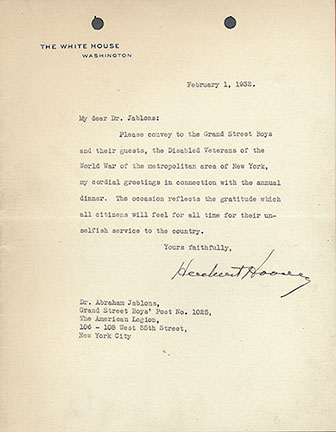 THE WHITE HOUSE
WASHINGTON
February 1, 1932.
My dear Dr. Jablons:
Please convey to the Grand Street Boys
and their guests, the Disabled Veterans of the
World War of the metropolitan area of New York,
my cordial greetings in connection with the annual
dinner. The occasion reflects the gratitude which
all citizens will feel for all time for their un-
selfish service to the country.
Yours faithfully,
Herbert Hoover
Dr. Abraham Jablons,
Grand Street Boys' Post No. 1025,
The American Legion,
106 - 108 West 55th Street,
New York City